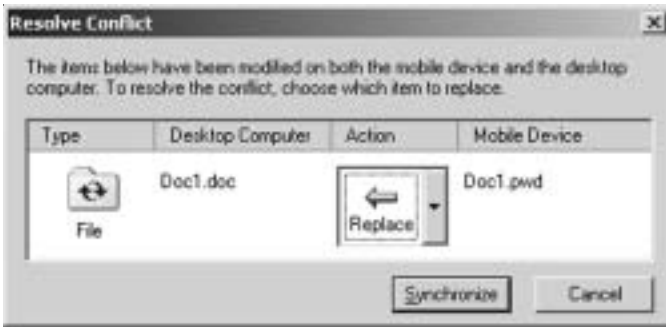 Resolve Conflict
The items below have been modified on both the mobile device and the desktop
computer. To resolve the conflict, choose which item to replace.
Type Desktop Computer Action Mobile Device
Doc1.doc Doc1.pwd
File Replace
Synchronize Cancel